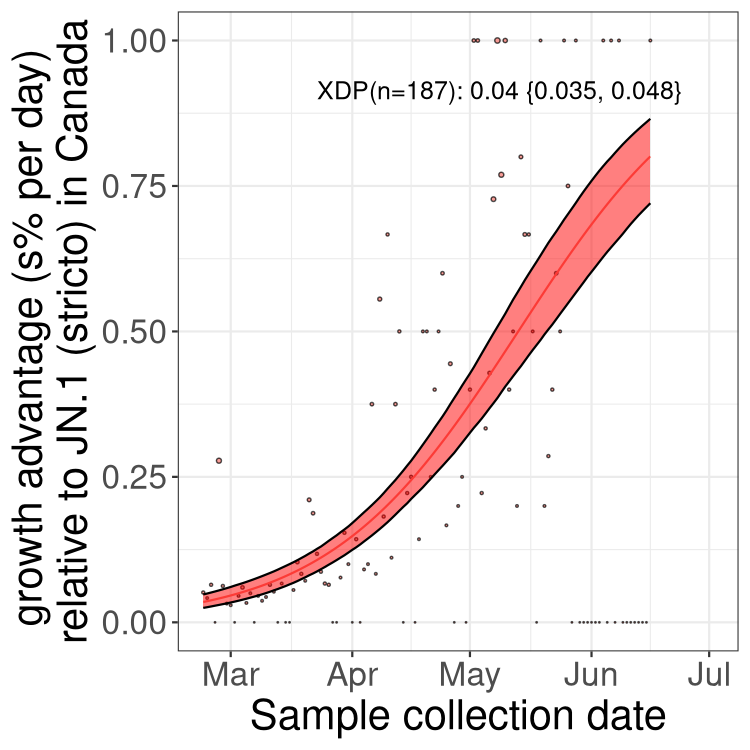 growth advantage (s% per day)
relative to JN.1 (stricto) in Canada
1.00
0.75
0.50
0.25
0.00
XDP(n=187): 0.04 {0.035, 0.048}
Mar Apr May Jun Jul
Sample collection date